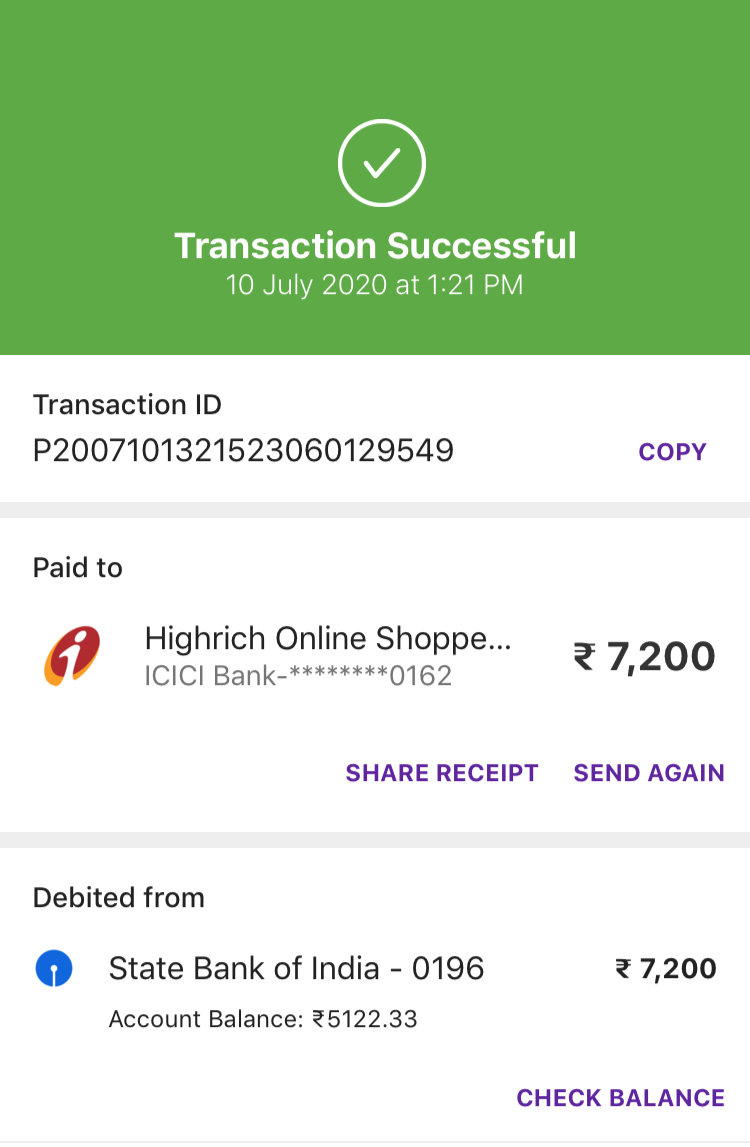 Transaction Successful
10 July 2020 at 1:21 PM
Transaction ID
P2007101321523060129549
COPY
Paid to
Highrich Online Shoppe...
₹ 7,200
ICICI Bank-********0162
SHARE RECEIPT SEND AGAIN
Debited from
State Bank of India - 0196
₹ 7,200
Account Balance: ₹5122.33
CHECK BALANCE